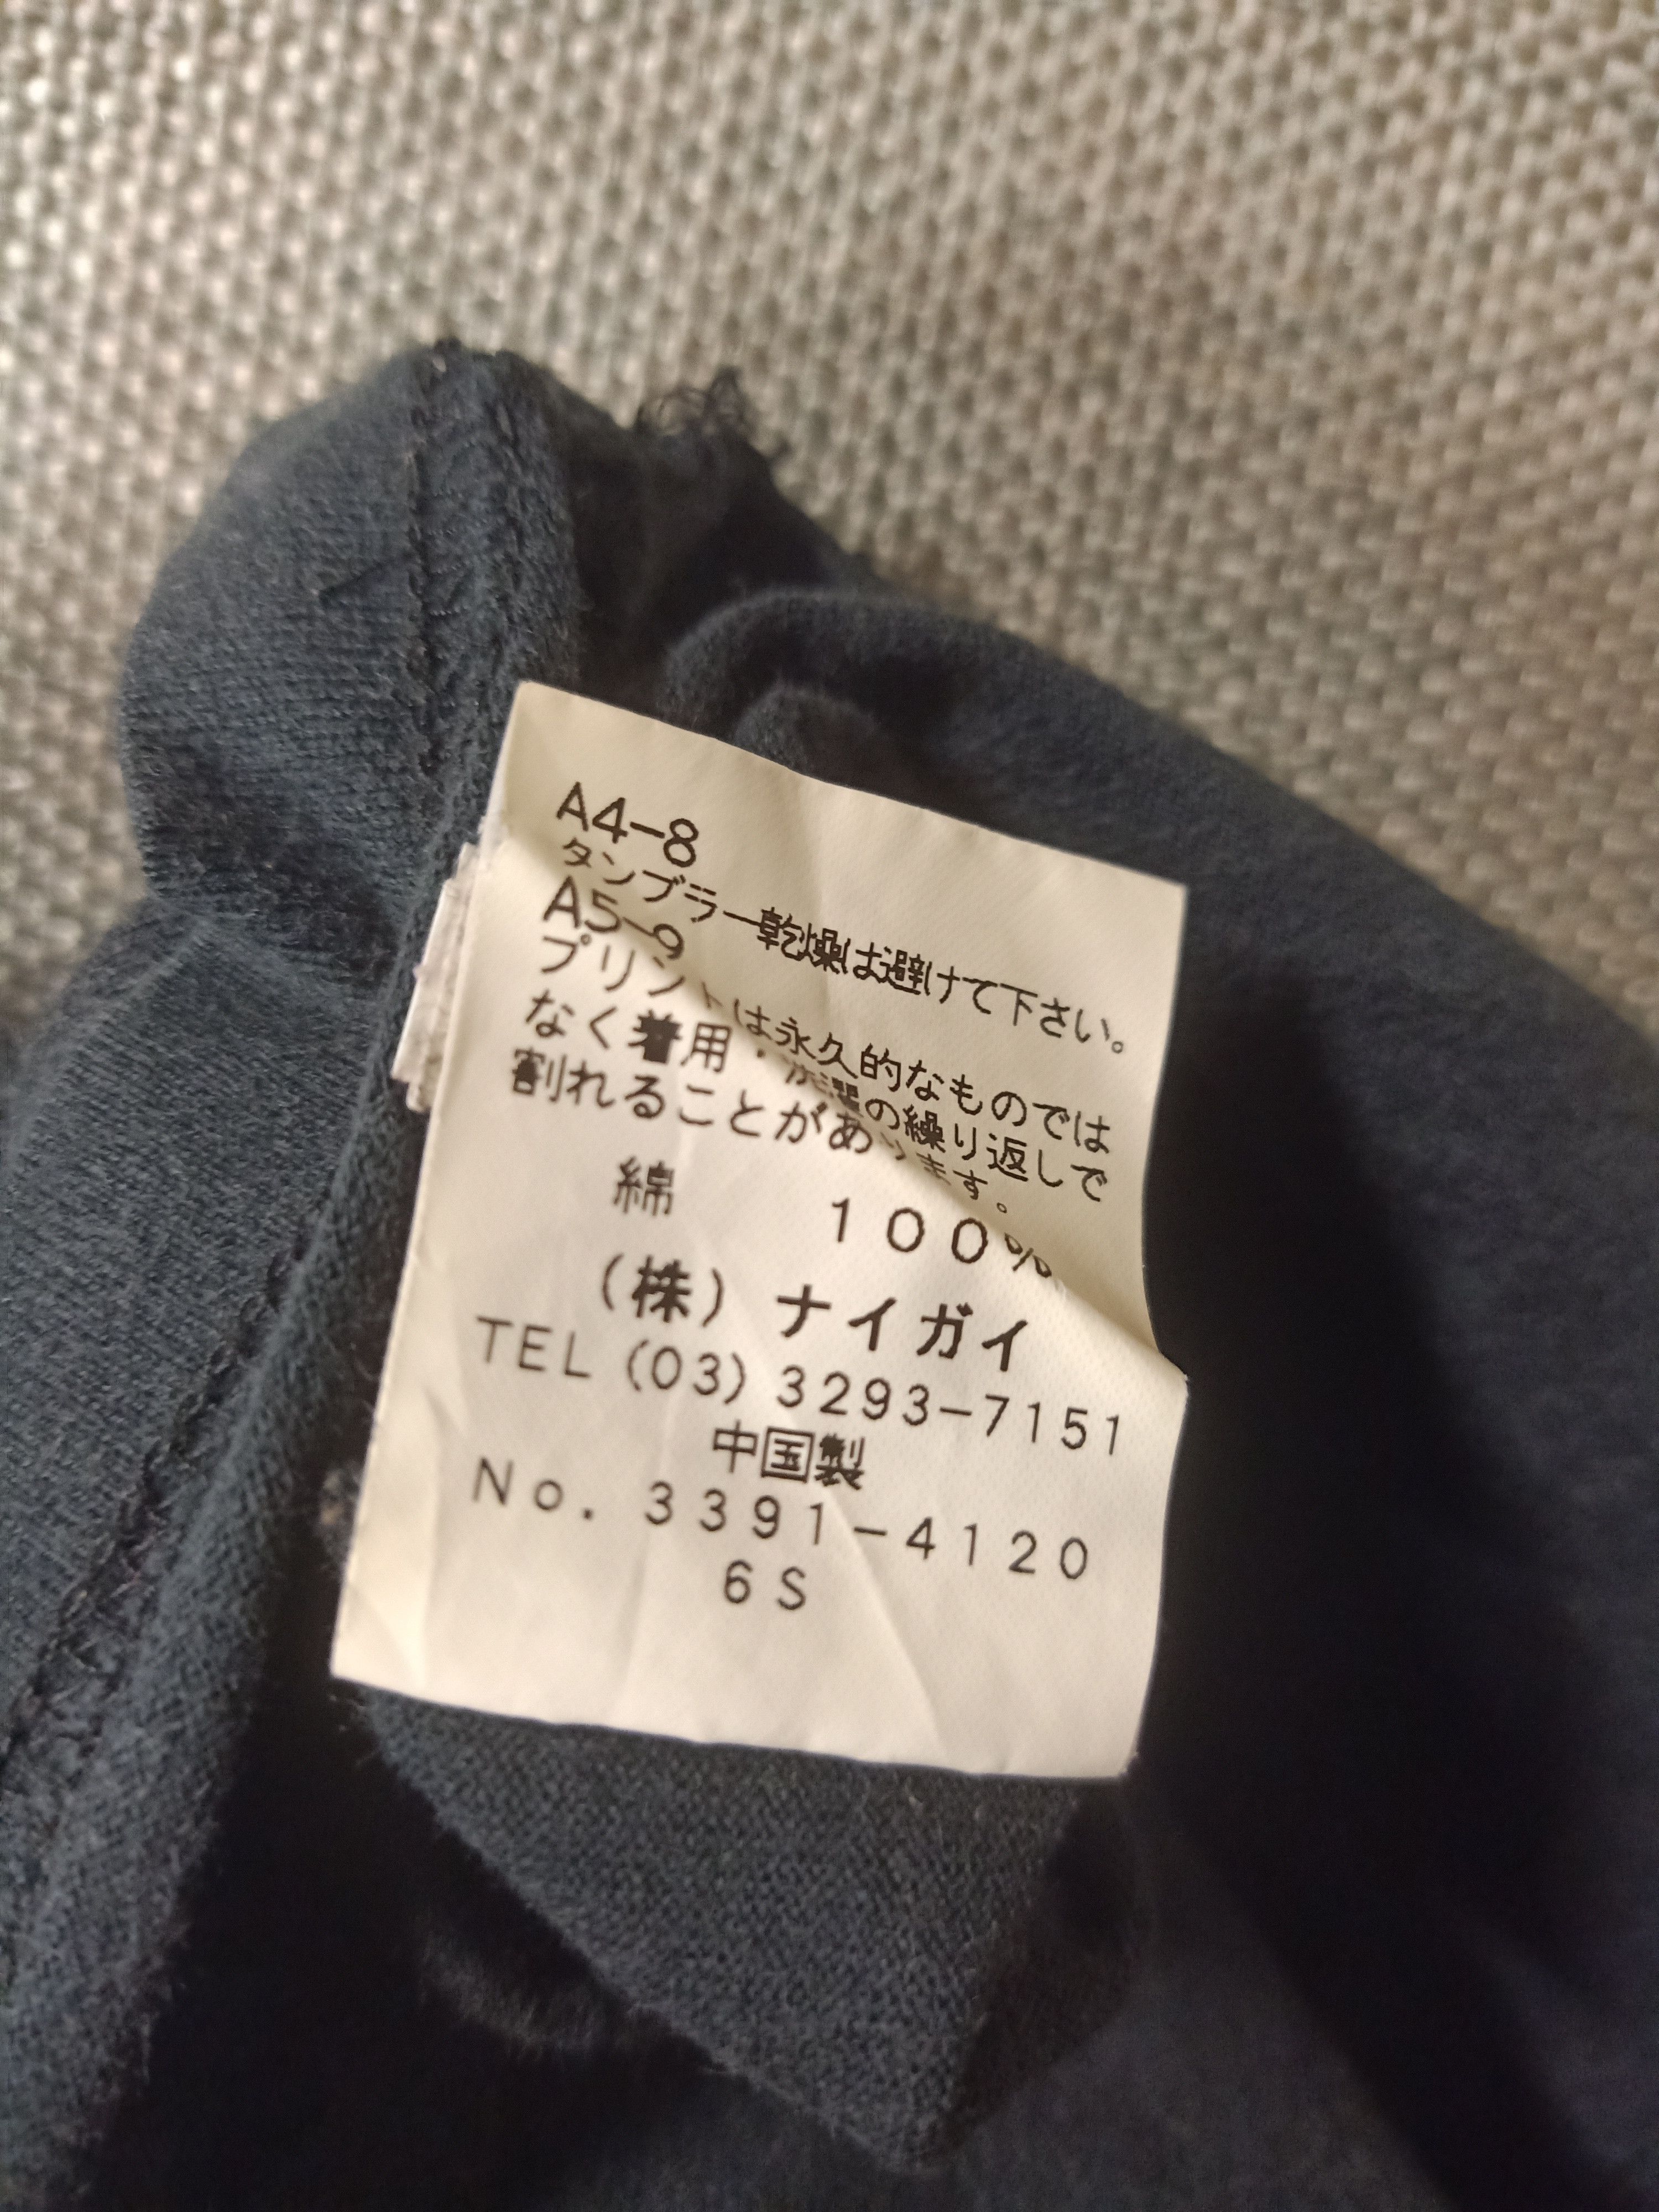 A4-8
タンブラー乾燥は避けて下さい。
A5-9
プリントは永久的なものでは
なく着用・洗濯の繰り返しで
割れることがあります。
綿 100%
(株) ナイガイ
TEL (03) 3293-7151
中国製
No. 3391-4120
6S